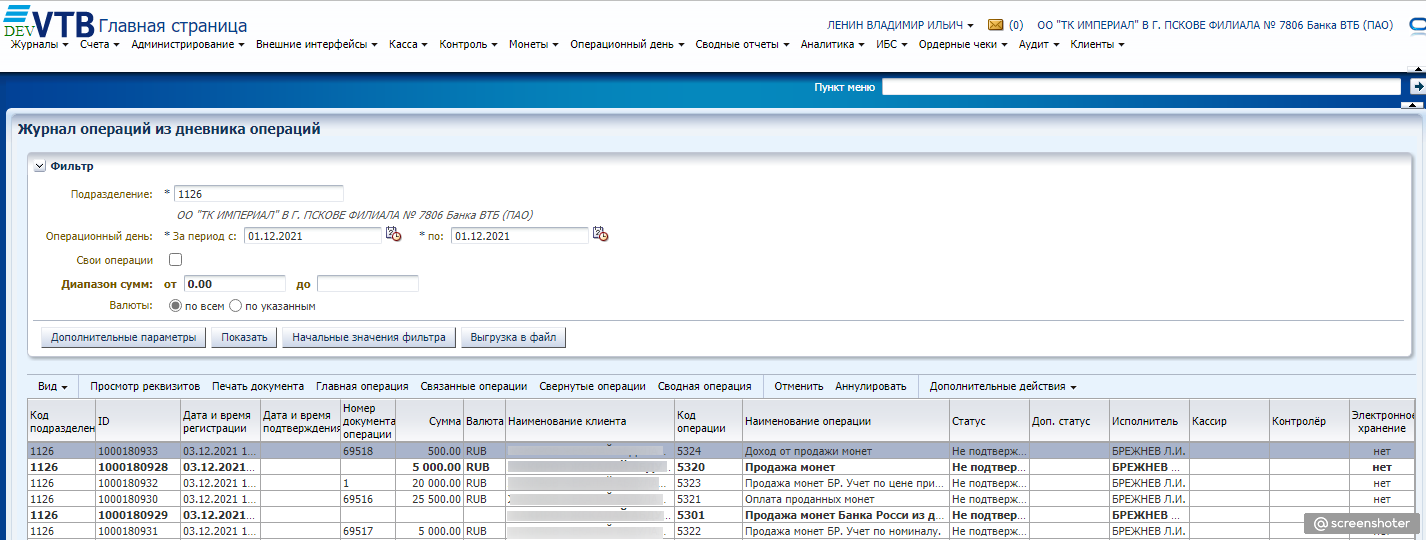 DEV VTB Главная страница
ЛЕНИН ВЛАДИМИР ИЛЬИЧ (0) ОО "ТК ИМПЕРИАЛ" В Г. ПСКОВЕ ФИЛИАЛА № 7806 Банка ВТБ (ПАО)
Журналы Счета Администрирование Внешние интерфейсы Касса Контроль Монеты Операционный день Сводные отчеты Аналитика ИБС Ордерные чеки Аудит Клиенты
Пункт меню
Журнал операций из дневника операций
Фильтр
Подразделение: * 1126
ОО "ТК ИМПЕРИАЛ" В Г. ПСКОВЕ ФИЛИАЛА № 7806 Банка ВТБ (ПАО)
Операционный день: * За период с: 01.12.2021 * по: 01.12.2021
Свои операции
Диапазон сумм: от 0.00 до
Валюты: по всем по указанным
Дополнительные параметры Показать Начальные значения фильтра Выгрузка в файл
Вид Просмотр реквизитов Печать документа Главная операция Связанные операции Свернутые операции Сводная операция Отменить Аннулировать Дополнительные действия
Код подразделен ID Дата и время регистрации Дата и время подтверждения Номер документа операции Сумма Валюта Наименование клиента Код операции Наименование операции Статус Доп. статус Исполнитель Кассир Контролёр Электронное хранение
1126 1000180933 03.12.2021 1... 69518 500.00 RUB 5324 Доход от продажи монет Не подтверж... БРЕЖНЕВ Л.И. нет
1126 1000180928 03.12.2021... 5 000.00 RUB 5320 Продажа монет Не подтвер... БРЕЖНЕВ ... нет
1126 1000180932 03.12.2021 1... 1 20 000.00 RUB 5323 Продажа монет БР. Учет по цене при... Не подтверж... БРЕЖНЕВ Л.И. нет
1126 1000180930 03.12.2021 1... 69516 25 500.00 RUB 5321 Оплата проданных монет Не подтверж... БРЕЖНЕВ Л.И. нет
1126 1000180929 03.12.2021... 5301 Продажа монет Банка Росси из д... Не подтвер... БРЕЖНЕВ ...
1126 1000180931 03.12.2021 1... 69517 5 000.00 RUB 5322 Продажа монет БР. Учет по номиналу. Не подтверж... БРЕЖНЕВ Л.И. нет
@ screenshoter